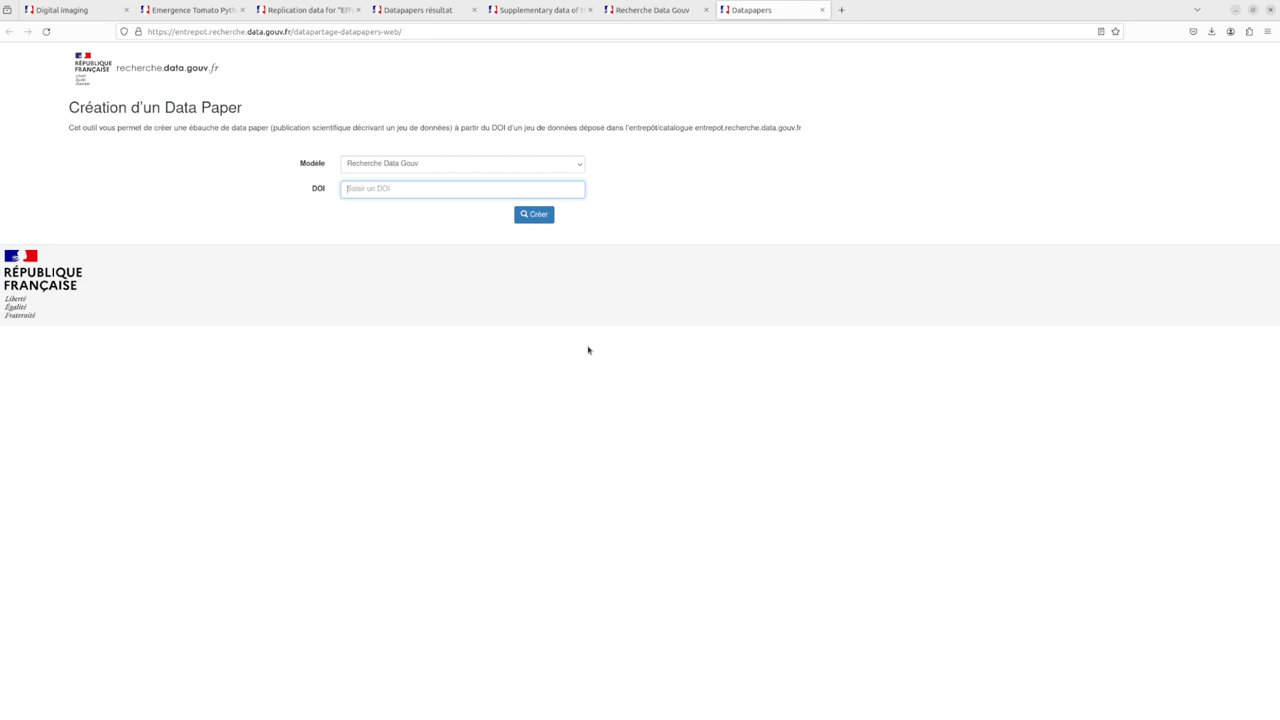 Digital imaging
Emergence Tomato Pyth
Replication data for "Effe
Datapapers résultat
Supplementary data of E
Recherche Data Gouv
Datapapers
https://entrepot.recherche.data.gouv.fr/datapartage-datapapers-web/
RÉPUBLIQUE
FRANÇAISE
Liberté
Égalité
Fraternité
recherche.data.gouv.fr
Création d'un Data Paper
Cet outil vous permet de créer une ébauche de data paper (publication scientifique décrivant un jeu de données) à partir du DOI d'un jeu de données déposé dans l'entrepôt/catalogue entrepot.recherche.data.gouv.fr
Modèle
Recherche Data Gouv
DOI
Saisir un DOI
Créer
RÉPUBLIQUE
FRANÇAISE
Liberté
Égalité
Fraternité